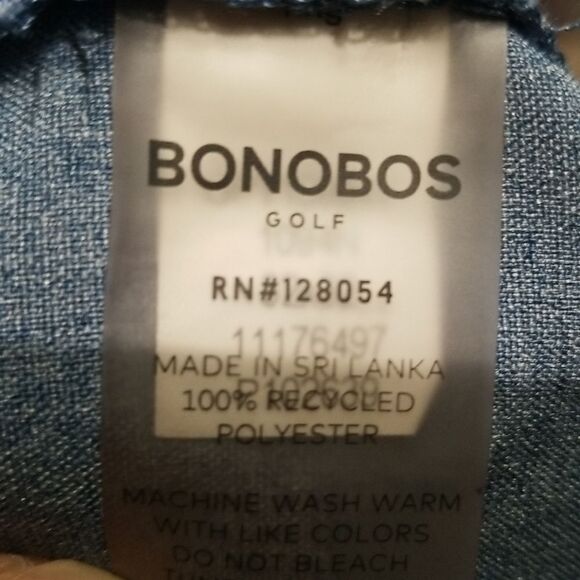 BONOBOS
GOLF
RN#128054
11176497
MADE IN SRI LANKA
100% RECYCLED
POLYESTER
MACHINE WASH WARM
WITH LIKE COLORS
DO NOT BLEACH